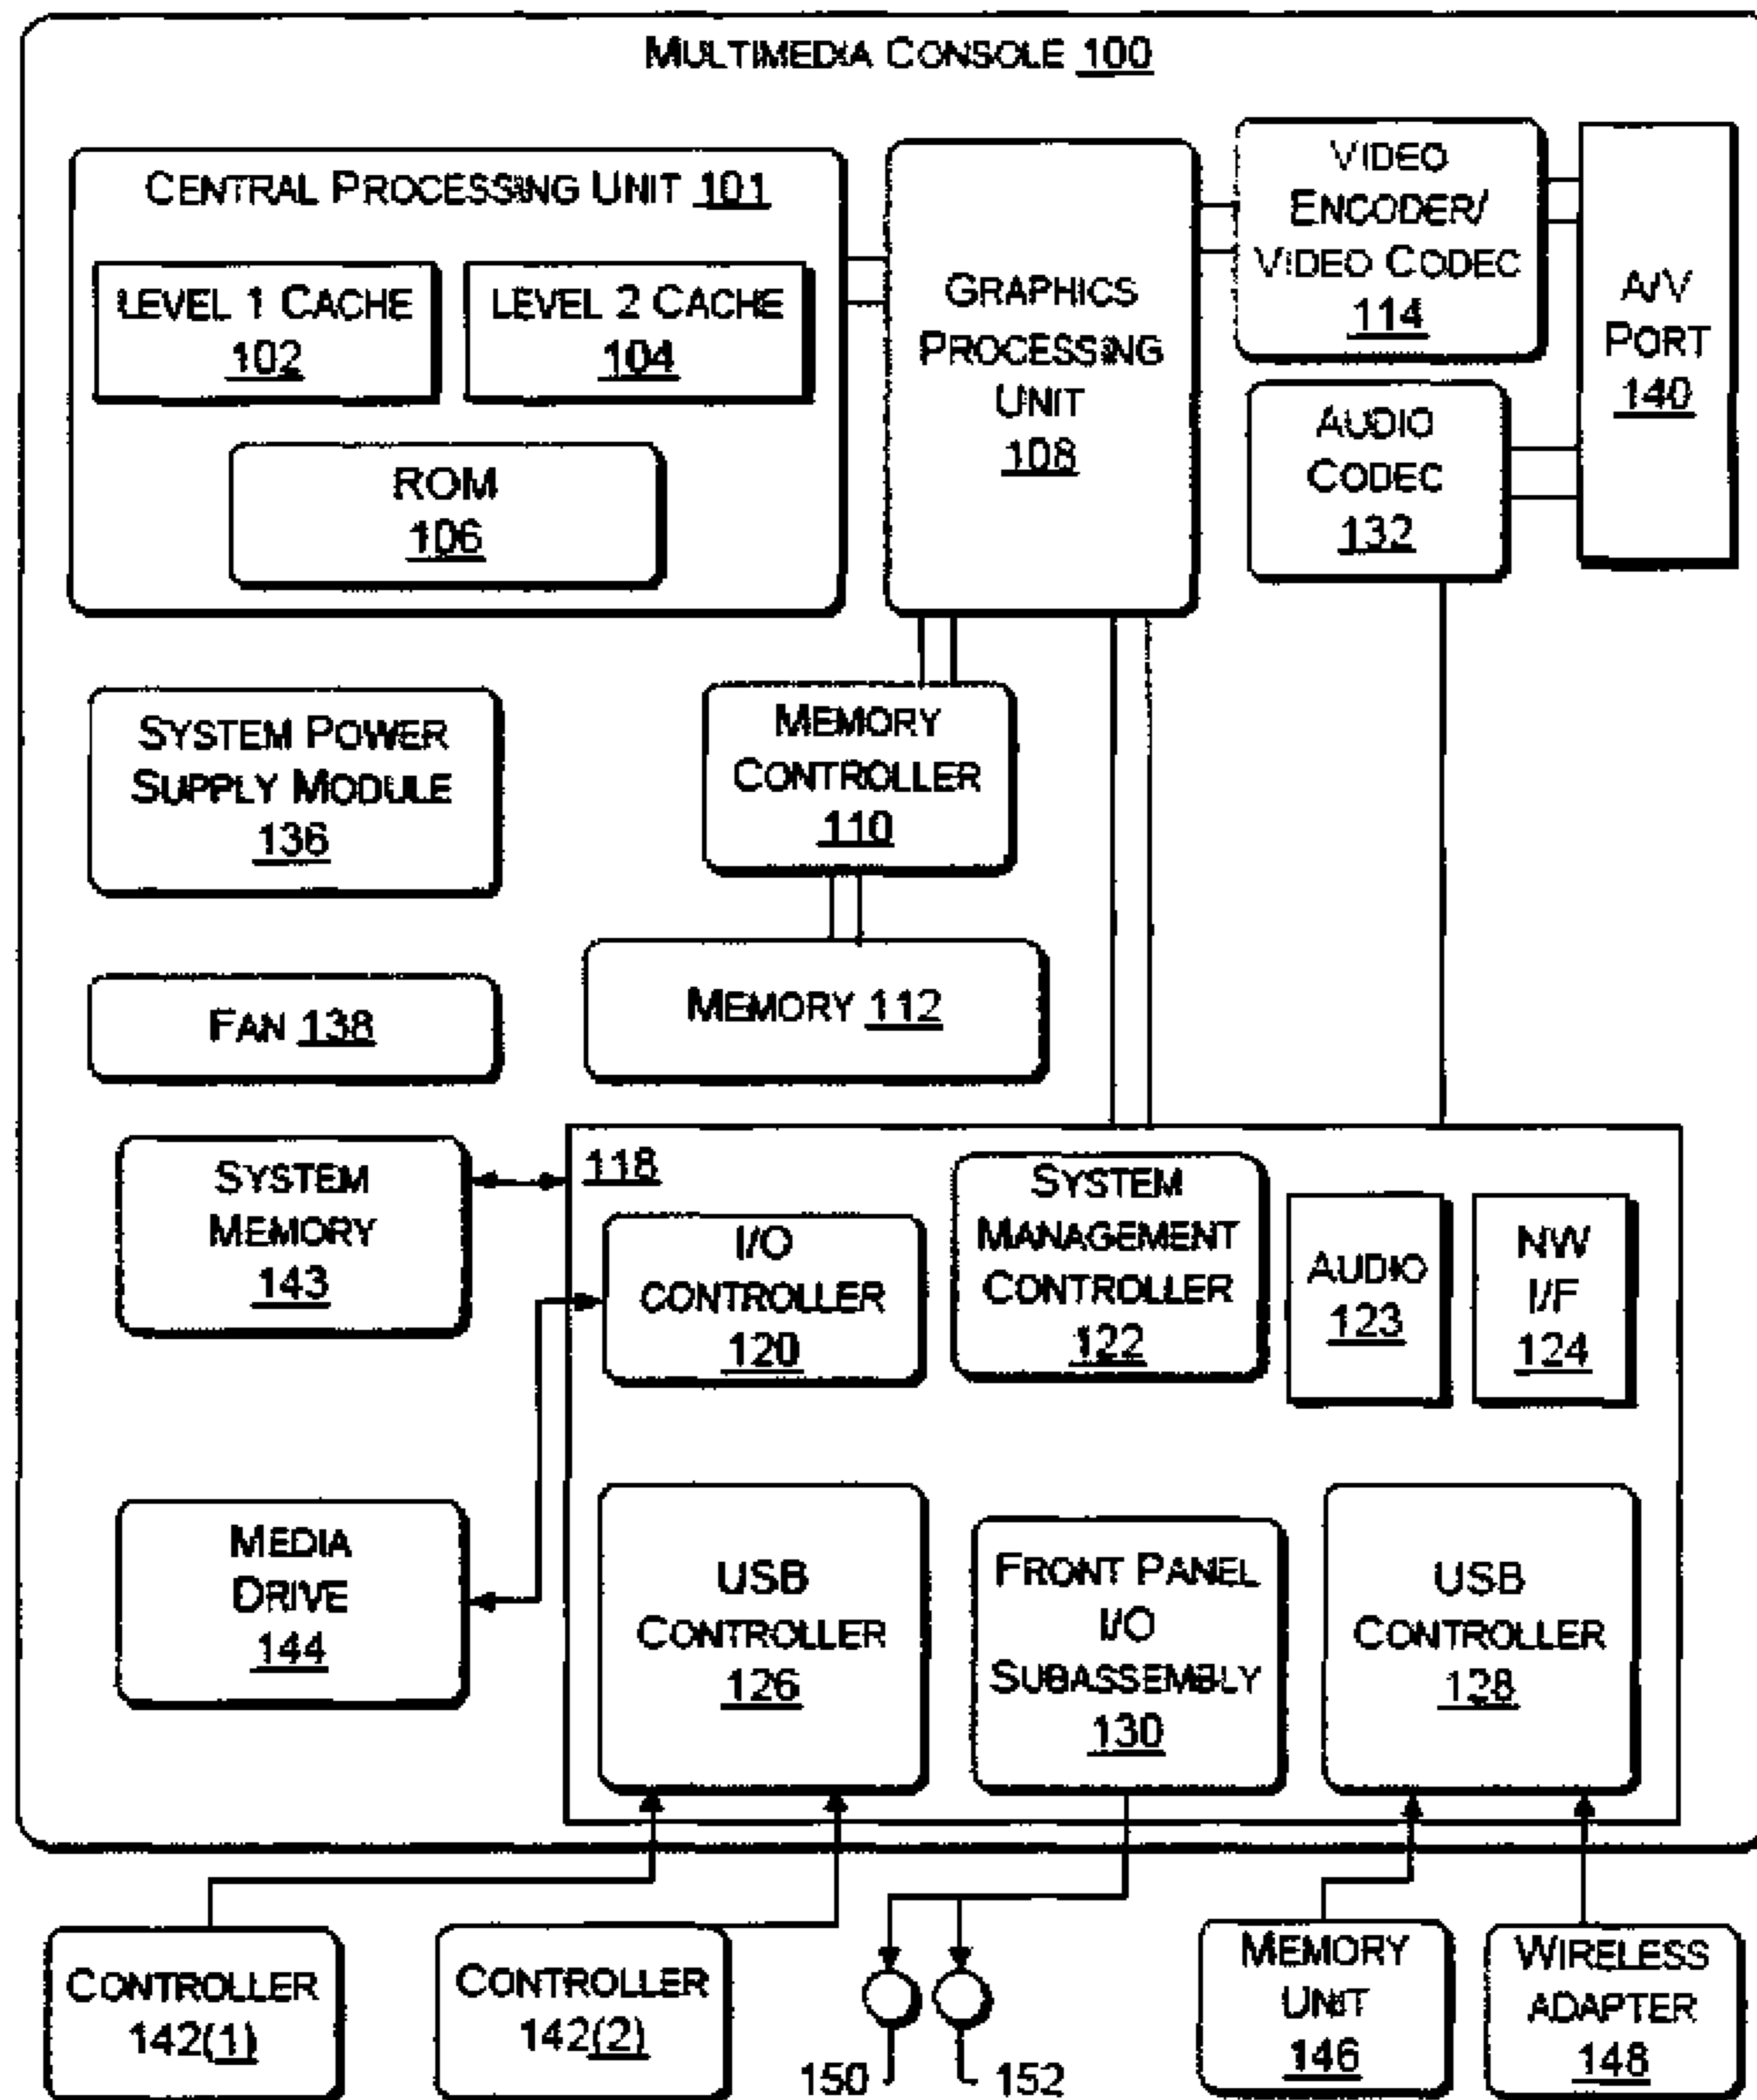 MULTIMEDIA CONSOLE 100
CENTRAL PROCESSING UNIT 101
LEVEL 1 CACHE
102
LEVEL 2 CACHE
104
ROM
106
GRAPHICS
PROCESSING
UNIT
108
VIDEO
ENCODER/
VIDEO CODEC
114
AUDIO
CODEC
132
A/V
PORT
140
SYSTEM POWER
SUPPLY MODULE
136
MEMORY
CONTROLLER
110
FAN 138
MEMORY 112
SYSTEM
MEMORY
143
118
I/O
CONTROLLER
120
SYSTEM
MANAGEMENT
CONTROLLER
122
AUDIO
123
NW
I/F
124
MEDIA
DRIVE
144
USB
CONTROLLER
126
FRONT PANEL
I/O
SUBASSEMBLY
130
USB
CONTROLLER
128
CONTROLLER
142(1)
CONTROLLER
142(2)
150
152
MEMORY
UNIT
146
WIRELESS
ADAPTER
148